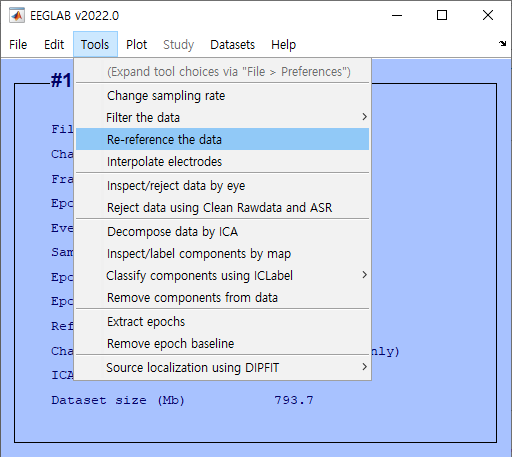 EEGLAB v2022.0
File Edit Tools Plot Study Datasets Help
(Expand tool choices via "File > Preferences")
#1
Change sampling rate
Filter the data
Fil
Re-reference the data
Cha
Interpolate electrodes
Fra
Inspect/reject data by eye
Epo
Reject data using Clean Rawdata and ASR
Eve
Decompose data by ICA
Sam
Inspect/label components by map
Epo
Classify components using ICLabel
Remove components from data
Epo
Extract epochs
Ref
Remove epoch baseline
Cha nly)
Source localization using DIPFIT
ICA
Dataset size (Mb) 793.7